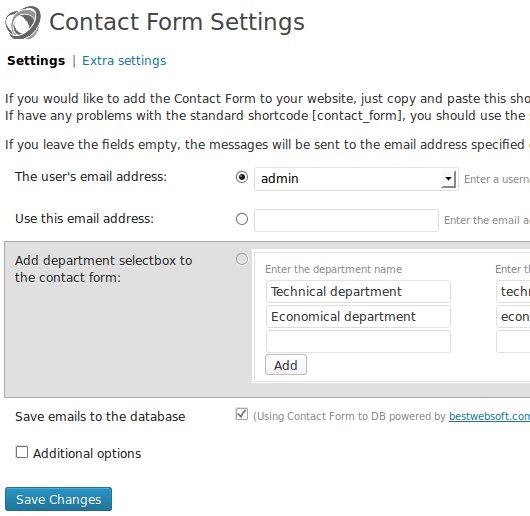 Contact Form Settings
Settings | Extra settings
If you would like to add the Contact Form to your website, just copy and paste this
If have any problems with the standard shortcode [contact_form], you should use the
If you leave the fields empty, the messages will be sent to the email address specified
The user's email address: admin Enter a
Use this email address: Enter the email
Add department selectbox to
the contact form:
Enter the department name Enter
Technical department
Economical department
Add
Save emails to the database (Using Contact Form to DB powered by bestwebsoft.com
Additional options
Save Changes